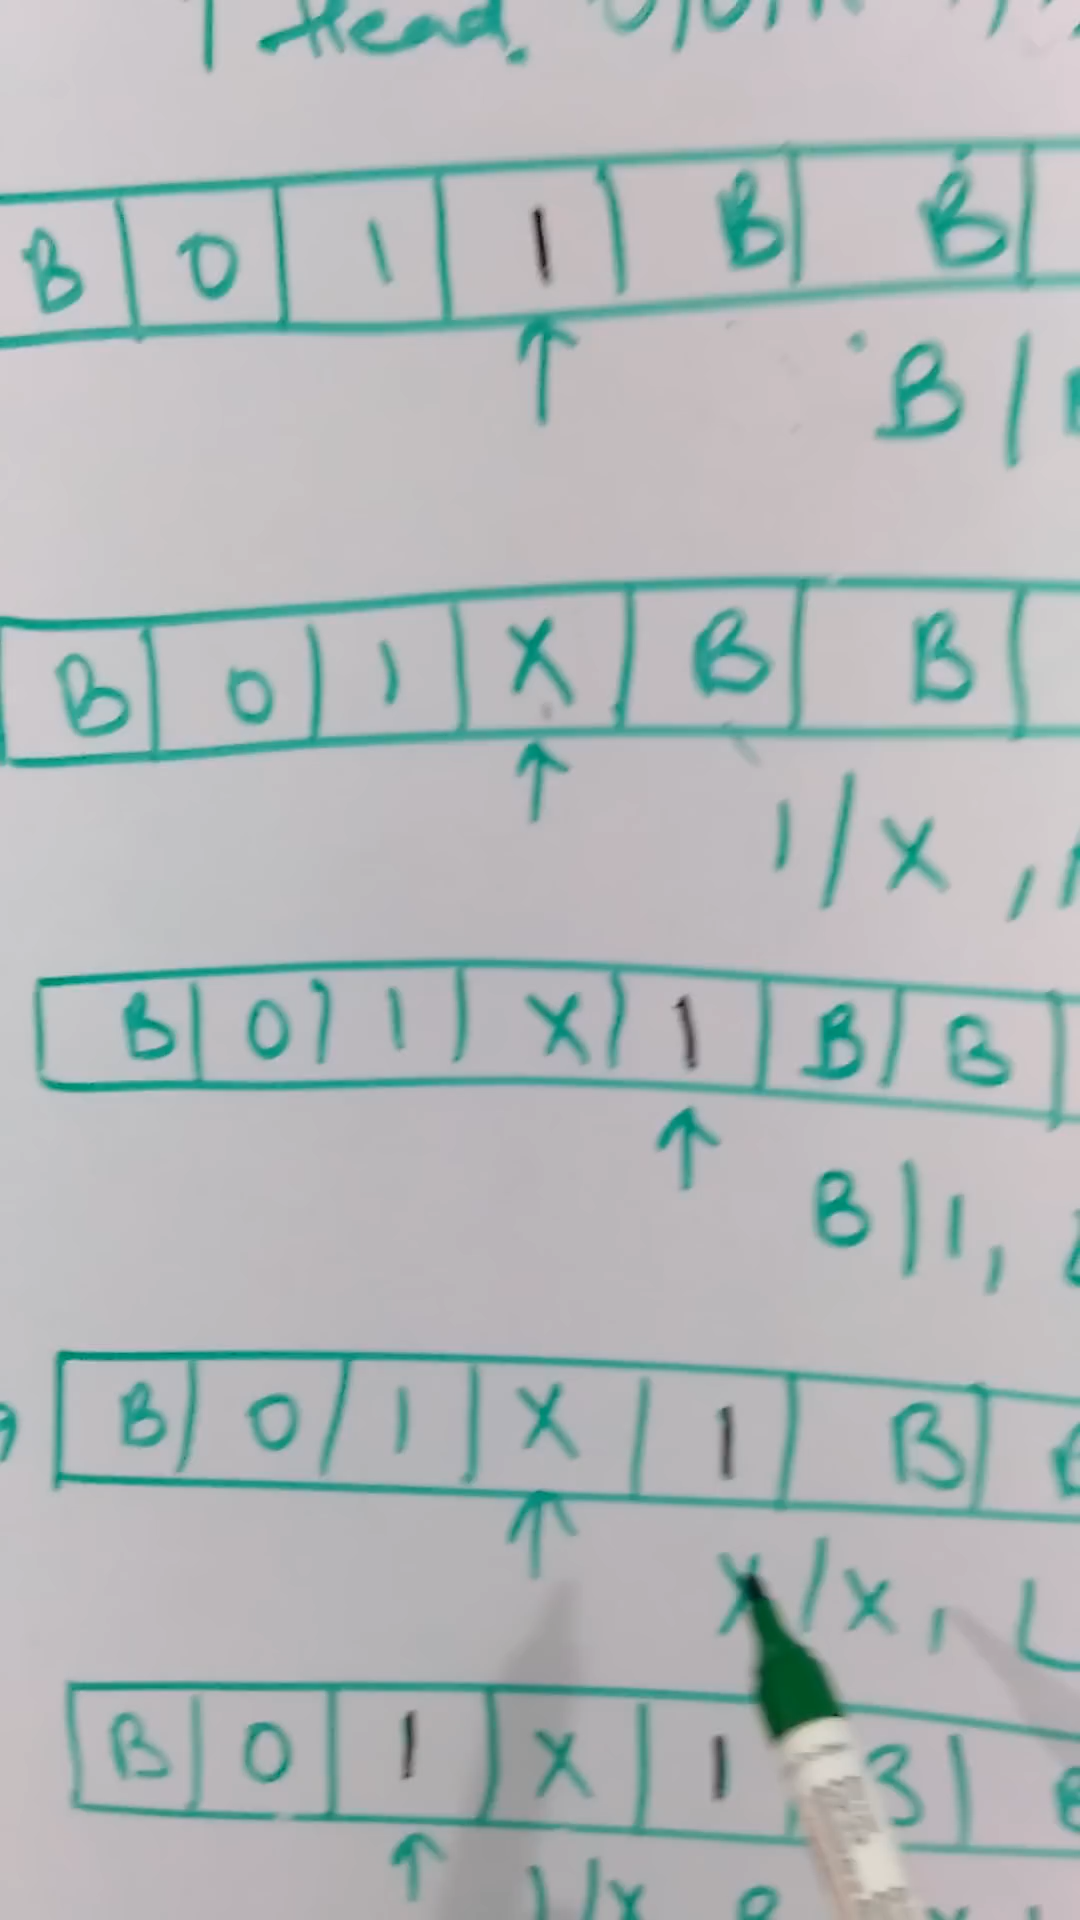 Head.
B 0 1 1 B B
B /
B 0 1 X B B
1/X ,
B 0 1 X 1 B B
B/1,
B 0 1 X 1 B
X/X, L
B 0 1 X 1 B
1/X